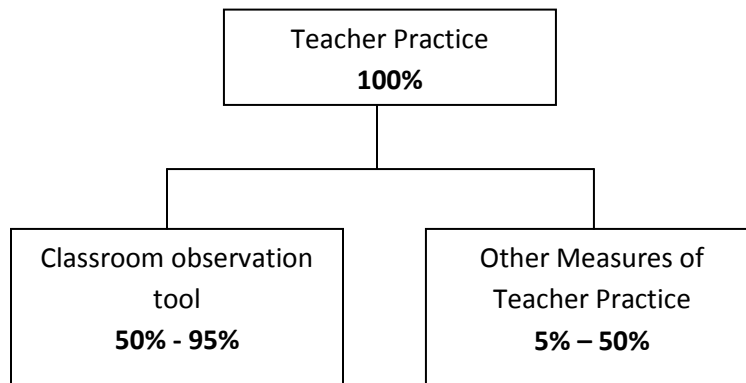 Teacher Practice
100%
Classroom observation
tool
50% - 95%
Other Measures of
Teacher Practice
5% – 50%